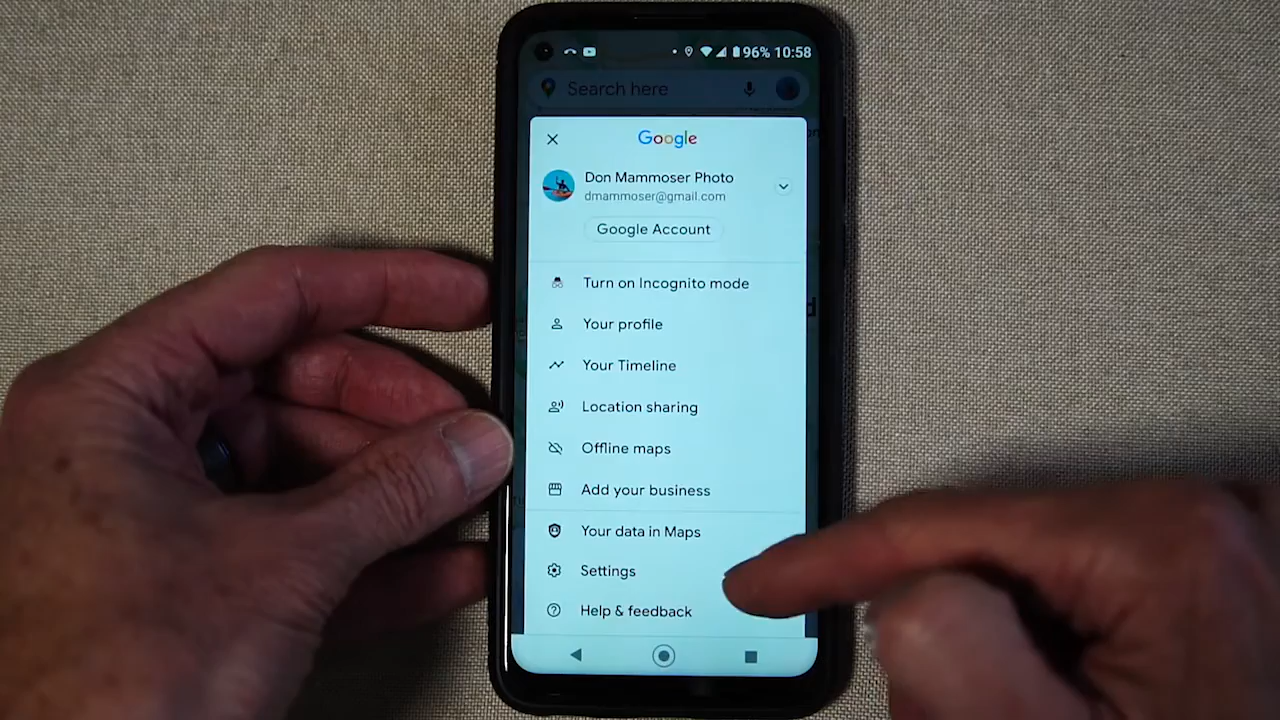 96% 10:58
Search here
Google
Don Mammoser Photo
dmammoser@gmail.com
Google Account
Turn on Incognito mode
Your profile
Your Timeline
Location sharing
Offline maps
Add your business
Your data in Maps
Settings
Help & feedback